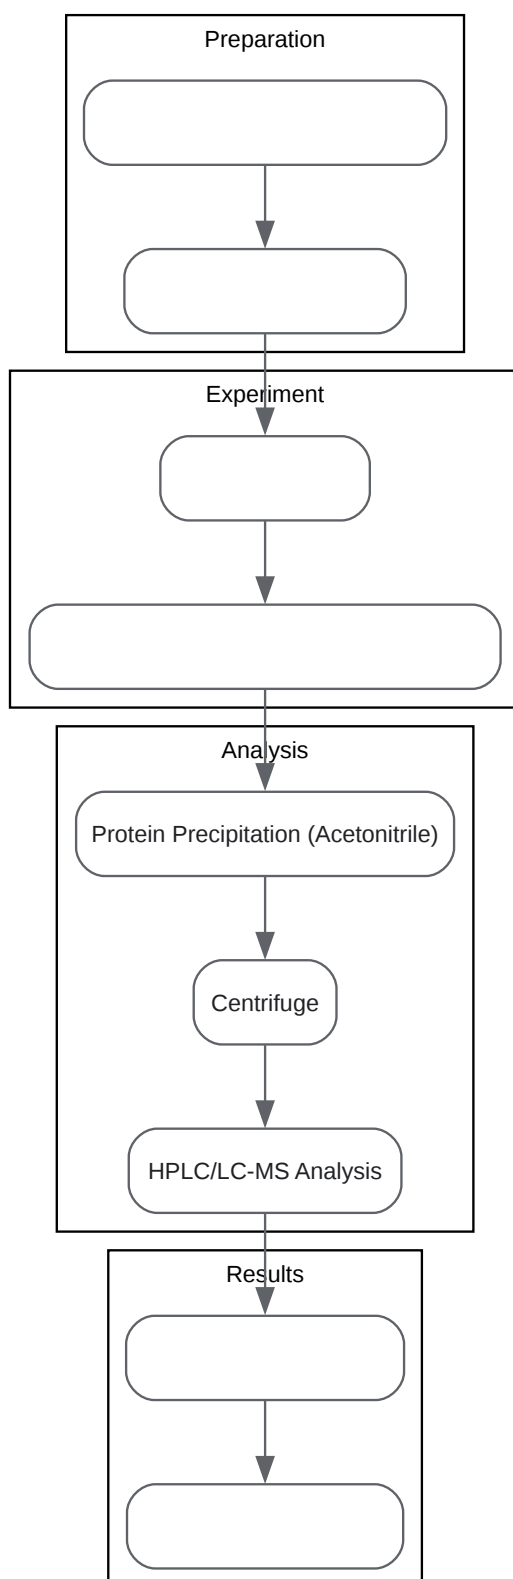 Preparation
Experiment
Analysis
Protein Precipitation (Acetonitrile)
Centrifuge
HPLC/LC-MS Analysis
Results